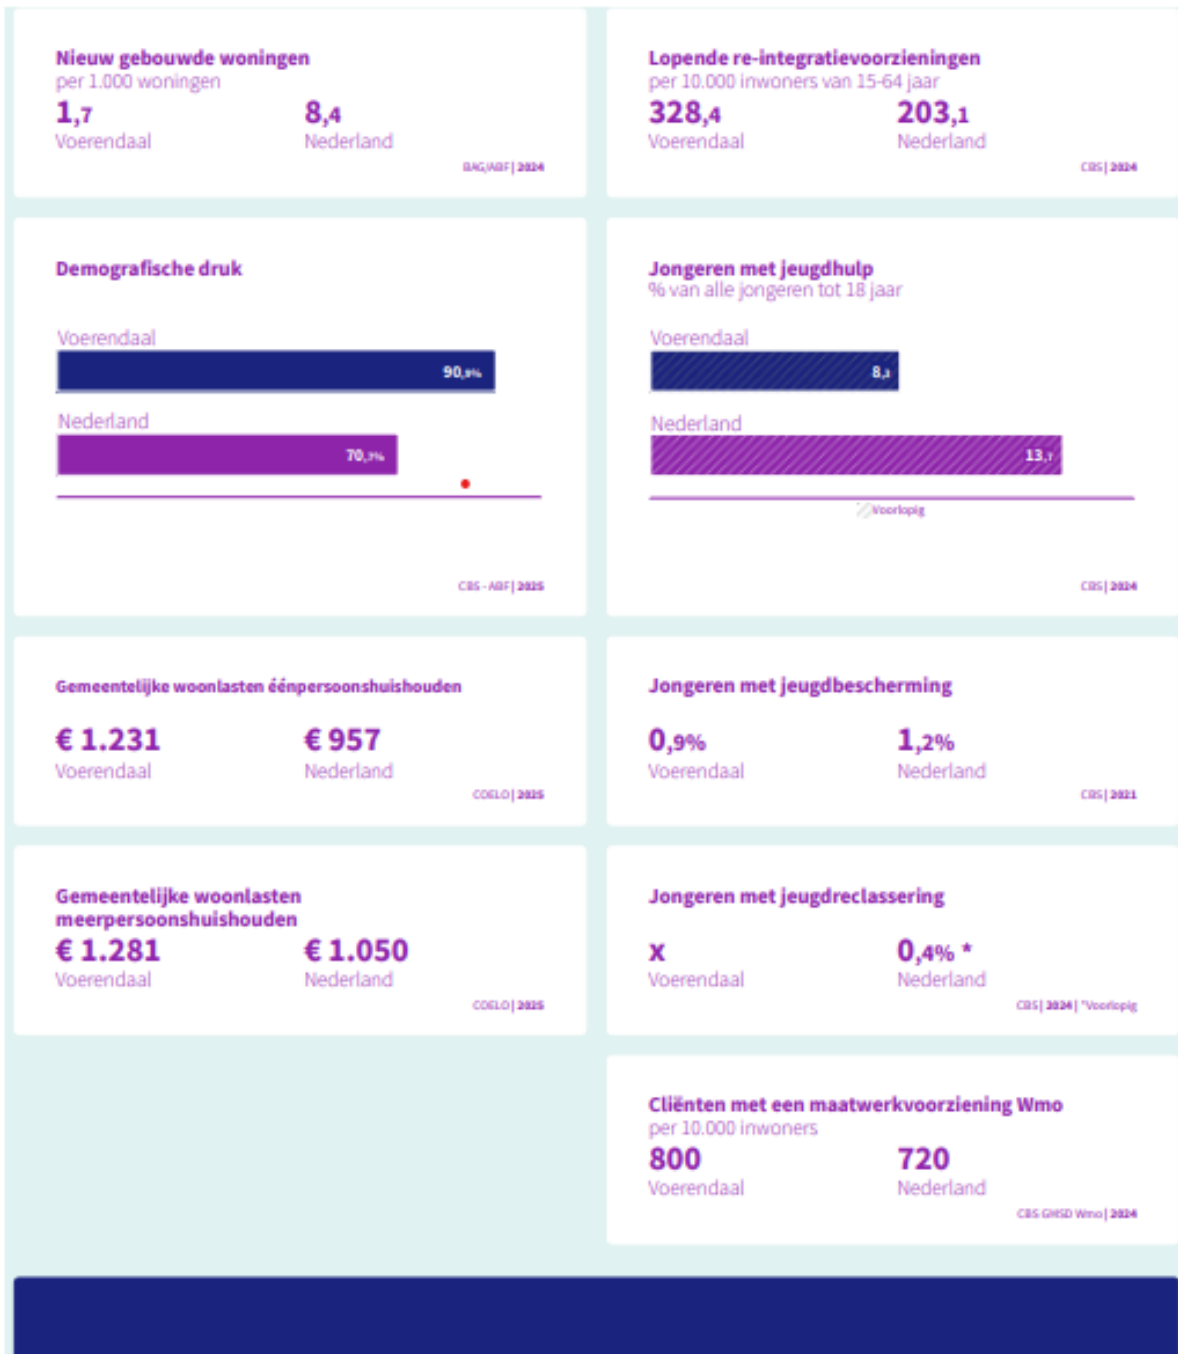 Nieuw gebouwde woningen
per 1.000 woningen
1,7 8,4
Voerendaal Nederland
BAG/ABF | 2024
Lopende re-integratievoorzieningen
per 10.000 inwoners van 15-64 jaar
328,4 203,1
Voerendaal Nederland
CBS | 2024
Demografische druk
Voerendaal
90,9%
Nederland
70,7%
CBS - ABF | 2025
Jongeren met jeugdhulp
% van alle jongeren tot 18 jaar
Voerendaal
Nederland
13,7
Voorlopig
CBS | 2024
Gemeentelijke woonlasten éénpersoonshuishouden
€ 1.231 € 957
Voerendaal Nederland
COELO | 2025
Jongeren met jeugdbescherming
0,9% 1,2%
Voerendaal Nederland
CBS | 2021
Gemeentelijke woonlasten
meerpersoonshuishouden
€ 1.281 € 1.050
Voerendaal Nederland
COELO | 2025
Jongeren met jeugdreclassering
x 0,4% *
Voerendaal Nederland
CBS | 2024 | *Voorlopig
Cliënten met een maatwerkvoorziening Wmo
per 10.000 inwoners
800 720
Voerendaal Nederland
CBS GMSD Wmo | 2024